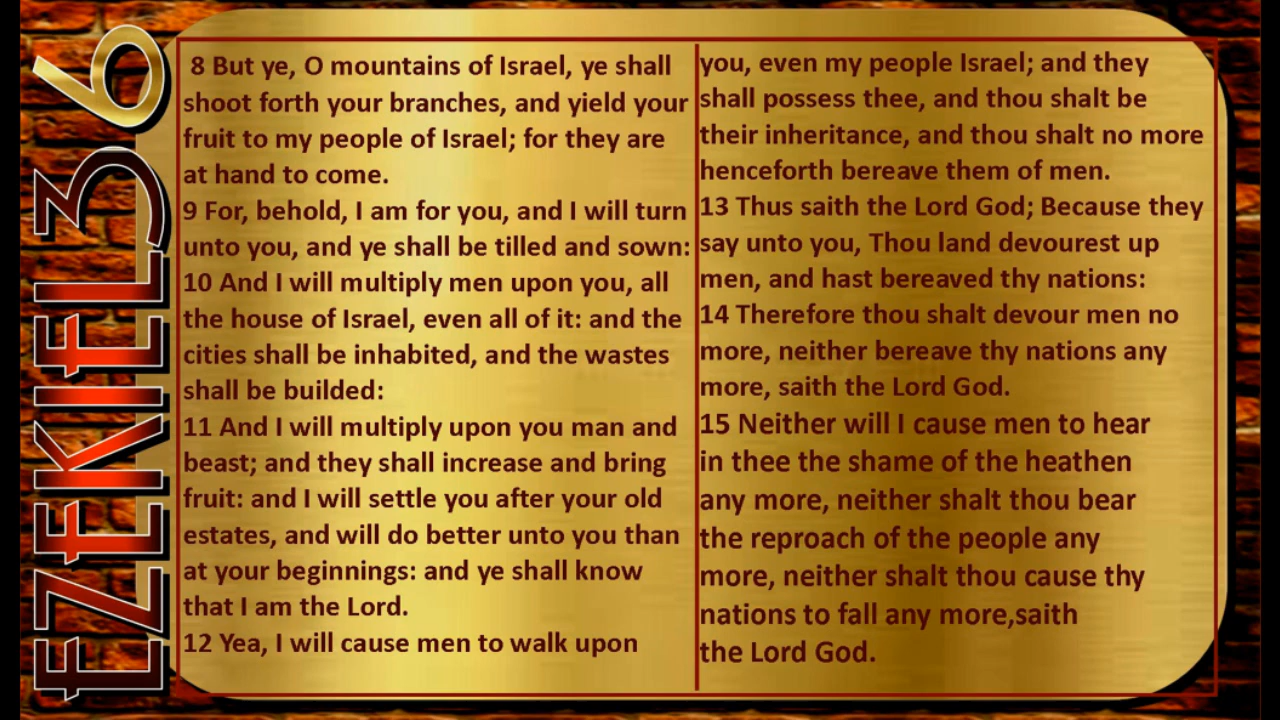 EZEKIEL36
8 But ye, O mountains of Israel, ye shall
shoot forth your branches, and yield your
fruit to my people of Israel; for they are
at hand to come.
9 For, behold, I am for you, and I will turn
unto you, and ye shall be tilled and sown:
10 And I will multiply men upon you, all
the house of Israel, even all of it: and the
cities shall be inhabited, and the wastes
shall be builded:
11 And I will multiply upon you man and
beast; and they shall increase and bring
fruit: and I will settle you after your old
estates, and will do better unto you than
at your beginnings: and ye shall know
that I am the Lord.
12 Yea, I will cause men to walk upon
you, even my people Israel; and they
shall possess thee, and thou shalt be
their inheritance, and thou shalt no more
henceforth bereave them of men.
13 Thus saith the Lord God; Because they
say unto you, Thou land devourest up
men, and hast bereaved thy nations:
14 Therefore thou shalt devour men no
more, neither bereave thy nations any
more, saith the Lord God.
15 Neither will I cause men to hear
in thee the shame of the heathen
any more, neither shalt thou bear
the reproach of the people any
more, neither shalt thou cause thy
nations to fall any more,saith
the Lord God.